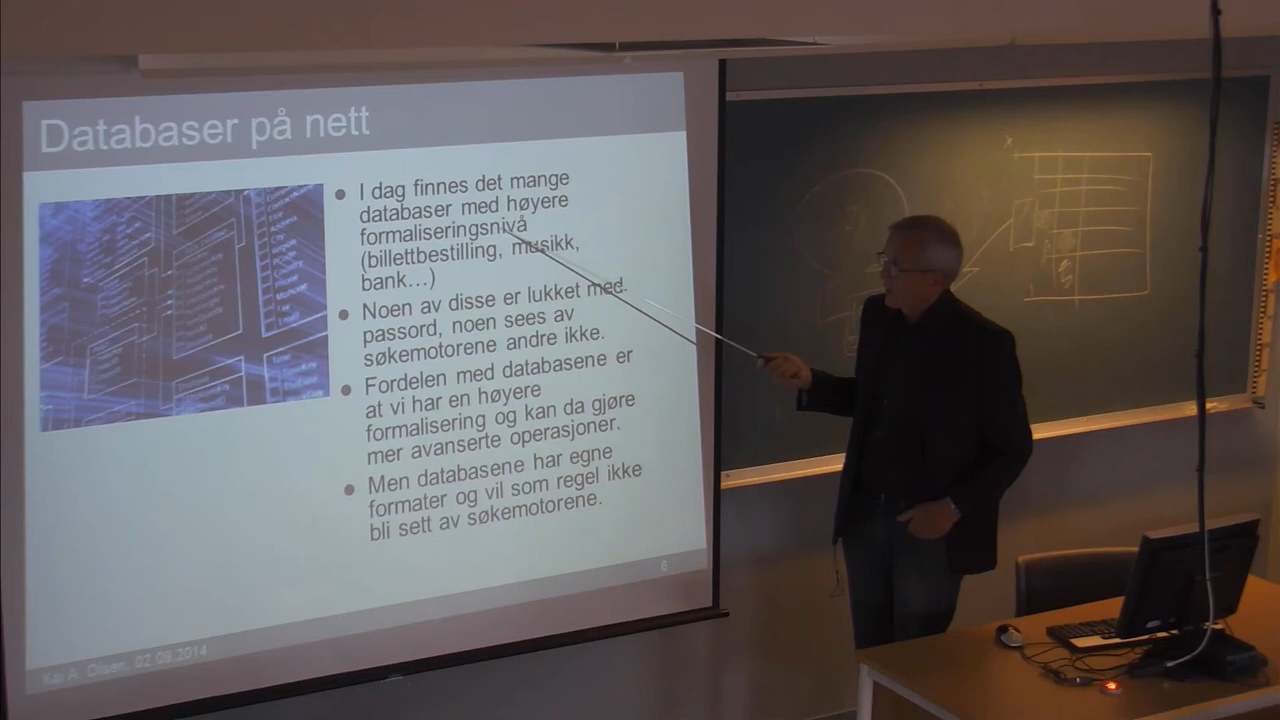 Databaser på nett
I dag finnes det mange
databaser med høyere
formaliseringsnivå
(billettbestilling, musikk,
bank…)
Noen av disse er lukket med
passord, noen sees av
søkemotorene andre ikke.
Fordelen med databasene er
at vi har en høyere
formalisering og kan da gjøre
mer avanserte operasjoner.
Men databasene har egne
formater og vil som regel ikke
bli sett av søkemotorene.
6
Kai A. Olsen, 02.09.2014